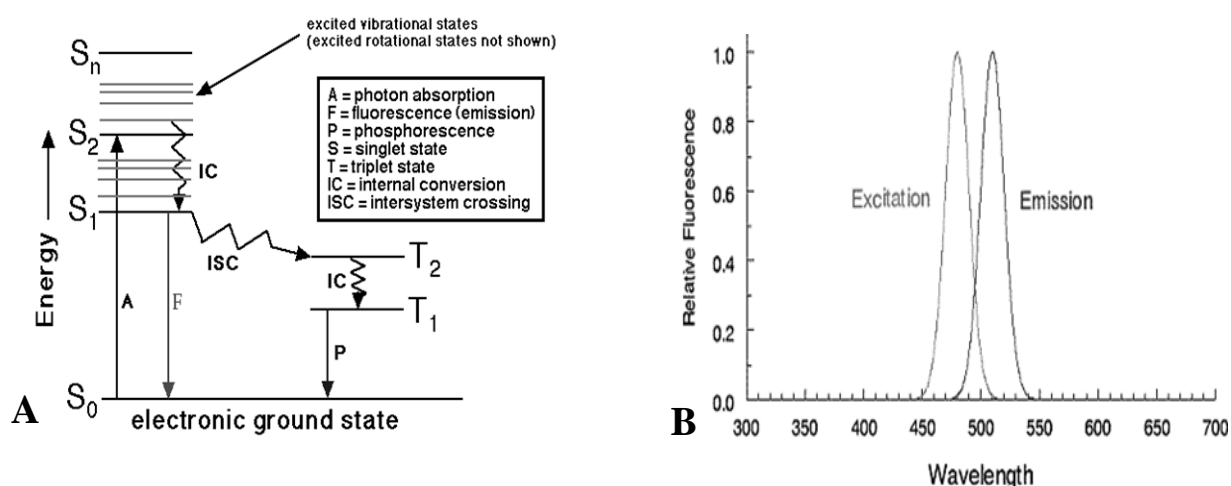 excited vibrational states
(excited rotational states not shown)
Sn
A = photon absorption
F = fluorescence (emission)
P = phosphorescence
S = singlet state
T = triplet state
IC = internal conversion
ISC = intersystem crossing
S2
IC
S1
ISC
T2
IC
T1
Energy
A
F
P
S0
electronic ground state
A
Relative Fluorescence
1.0
0.8
0.6
0.4
0.2
0.0
Excitation
Emission
300 350 400 450 500 550 600 650 700
Wavelength
B